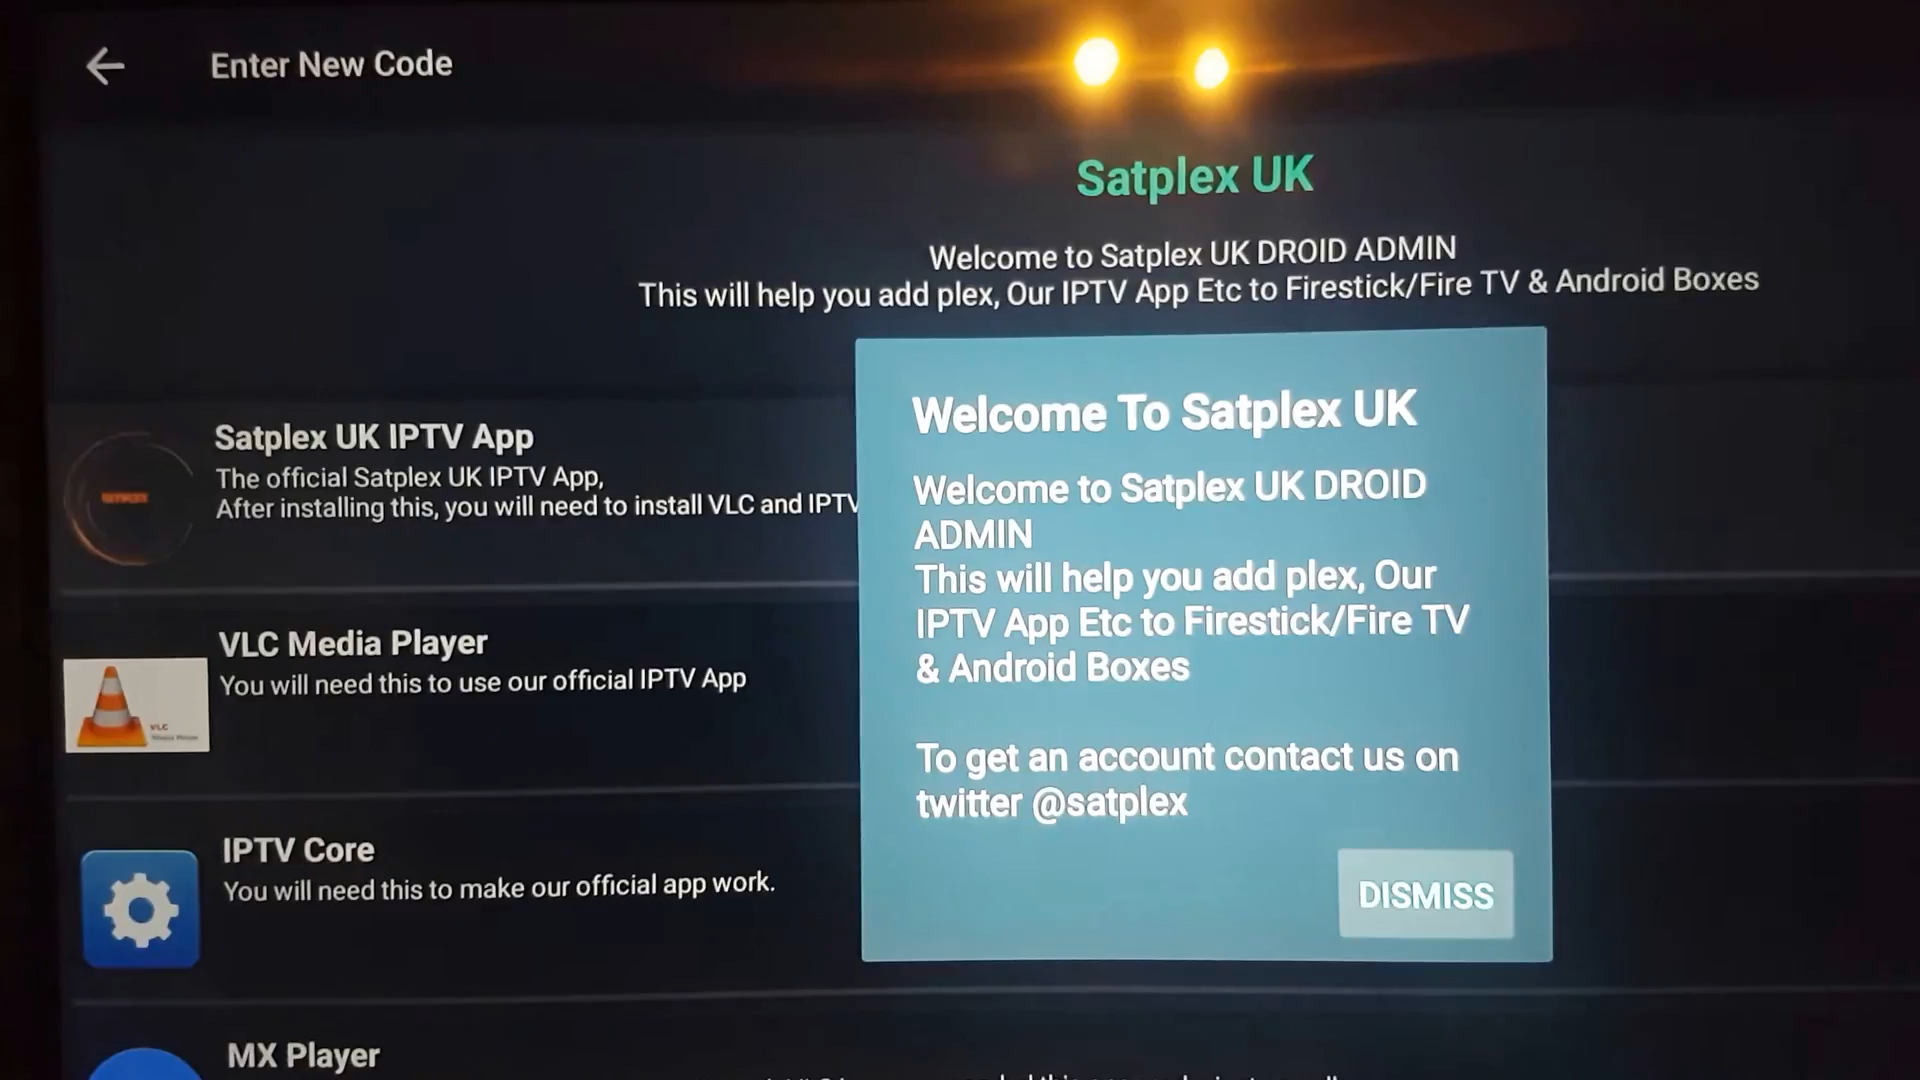 Enter New Code
Satplex UK
Welcome to Satplex UK DROID ADMIN
This will help you add plex, Our IPTV App Etc to Firestick/Fire TV & Android Boxes
Satplex UK IPTV App
The official Satplex UK IPTV App,
After installing this, you will need to install VLC and IPTV
VLC Media Player
You will need this to use our official IPTV App
VLC
IPTV Core
You will need this to make our official app work.
MX Player
Welcome To Satplex UK
Welcome to Satplex UK DROID
ADMIN
This will help you add plex, Our
IPTV App Etc to Firestick/Fire TV
& Android Boxes
To get an account contact us on
twitter @satplex
DISMISS